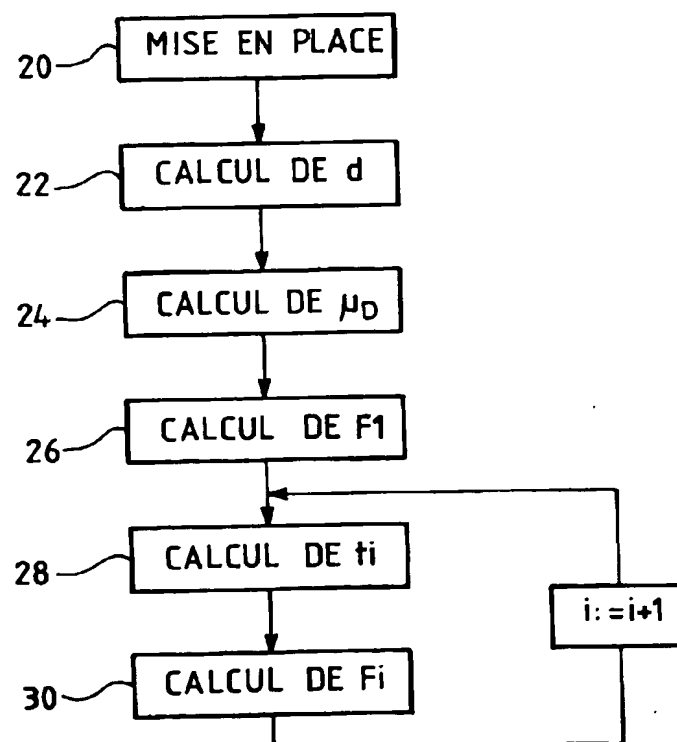 20 MISE EN PLACE
22 CALCUL DE d
24 CALCUL DE μD
26 CALCUL DE F1
28 CALCUL DE ti
i:=i+1
30 CALCUL DE Fi